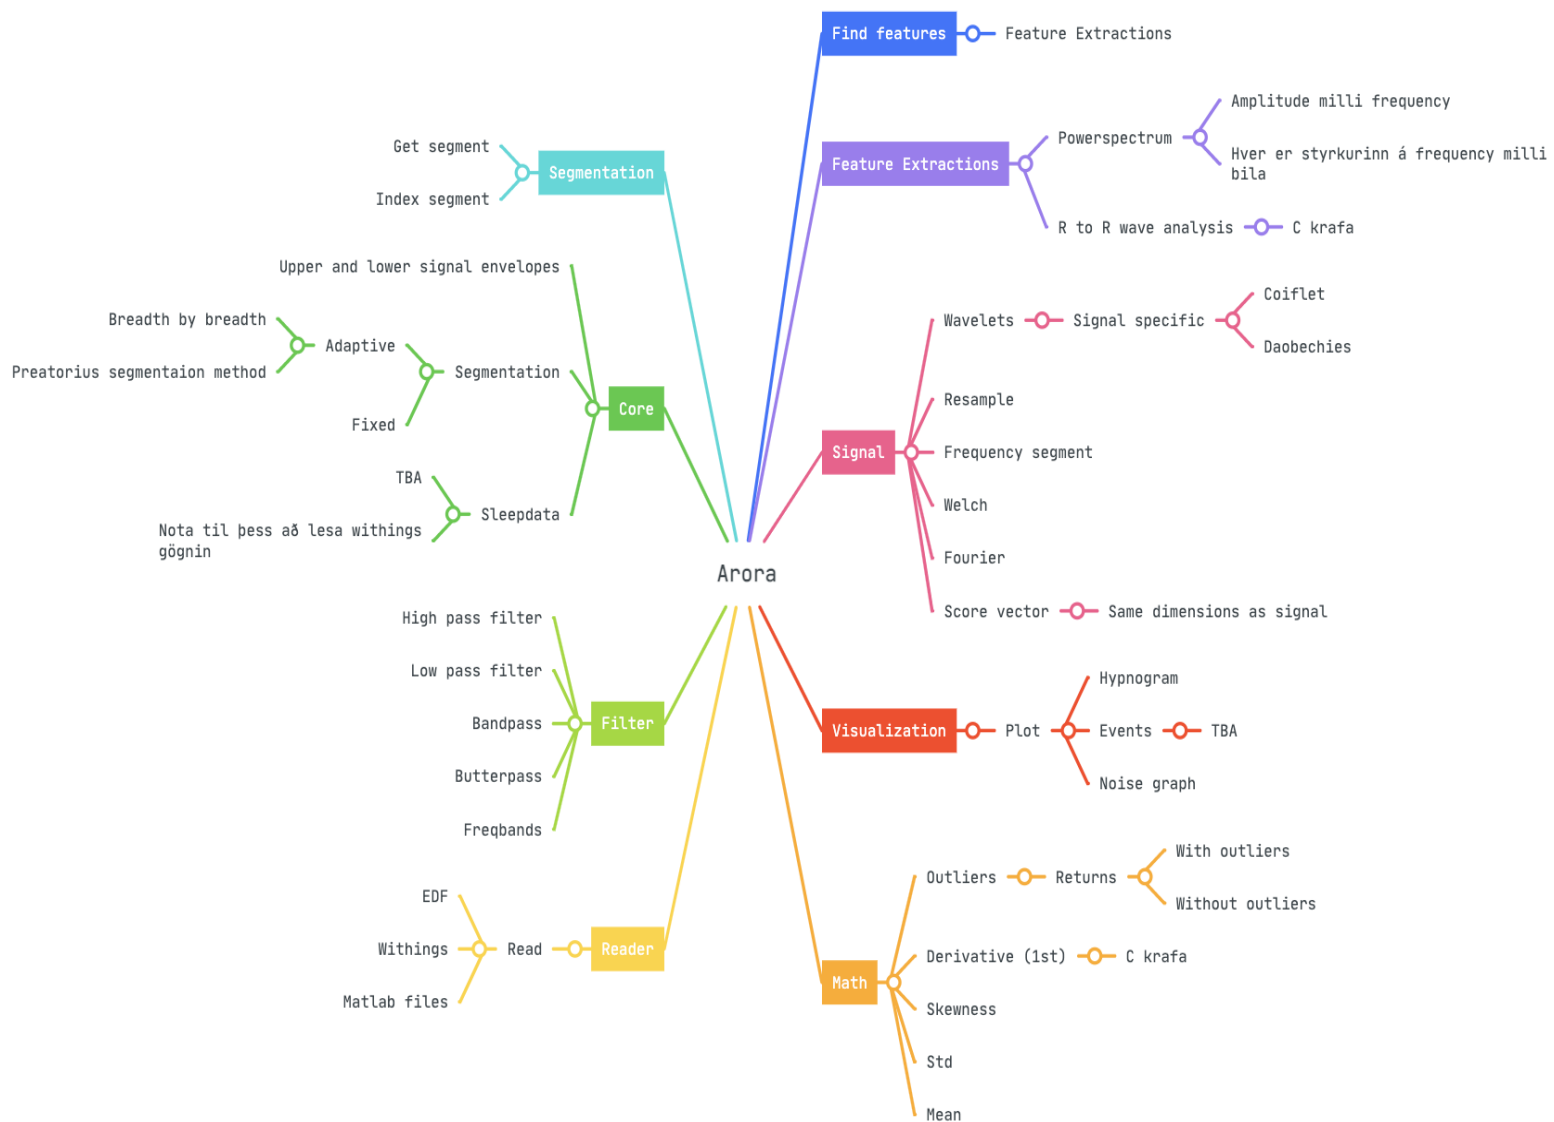 Arora
Find features
Feature Extractions
Feature Extractions
Powerspectrum
Amplitude milli frequency
Hver er styrkurinn á frequency milli
bila
R to R wave analysis
C krafa
Signal
Wavelets
Signal specific
Coiflet
Daobechies
Resample
Frequency segment
Welch
Fourier
Score vector
Same dimensions as signal
Visualization
Plot
Hypnogram
Events
TBA
Noise graph
Math
Outliers
Returns
With outliers
Without outliers
Derivative (1st)
C krafa
Skewness
Std
Mean
Segmentation
Get segment
Index segment
Core
Upper and lower signal envelopes
Segmentation
Adaptive
Breadth by breadth
Preatorius segmentaion method
Fixed
Sleepdata
TBA
Nota til þess að lesa withings
gögnin
Filter
High pass filter
Low pass filter
Bandpass
Butterpass
Freqbands
Reader
Read
EDF
Withings
Matlab files